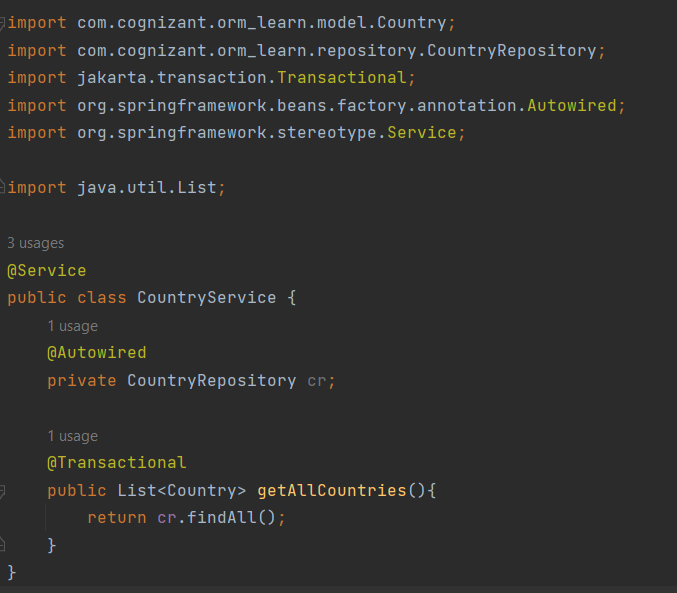 import com.cognizant.orm_learn.model.Country;
import com.cognizant.orm_learn.repository.CountryRepository;
import jakarta.transaction.Transactional;
import org.springframework.beans.factory.annotation.Autowired;
import org.springframework.stereotype.Service;

import java.util.List;

3 usages
@Service
public class CountryService {
    1 usage
    @Autowired
    private CountryRepository cr;

    1 usage
    @Transactional
    public List<Country> getAllCountries(){
        return cr.findAll();
    }
}